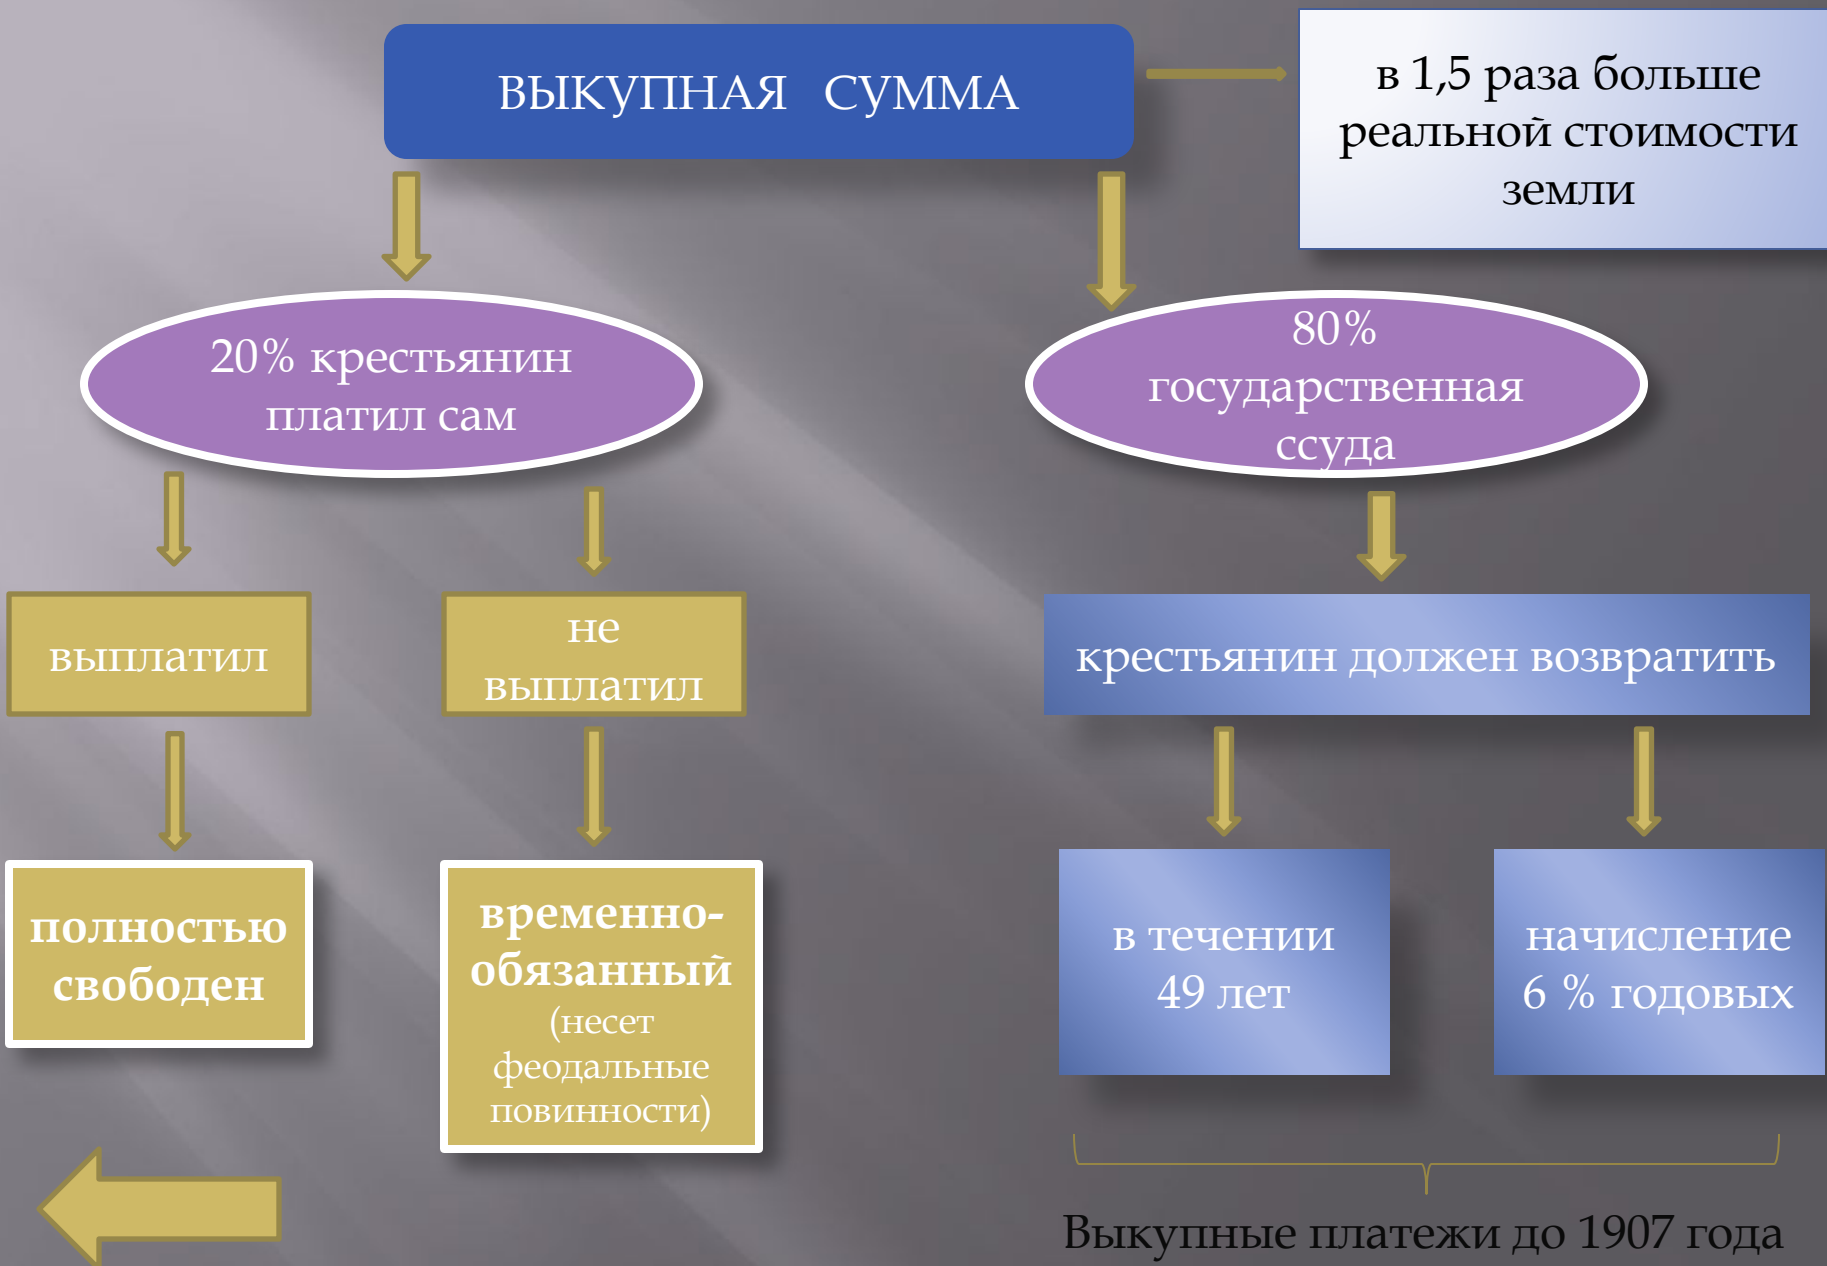 ВЫКУПНАЯ СУММА
в 1,5 раза больше
реальной стоимости
земли
20% крестьянин
платил сам
80%
государственная
ссуда
выплатил
не
выплатил
крестьянин должен возвратить
полностью
свободен
временно-
обязанный
(несет
феодальные
повинности)
в течении
49 лет
начисление
6 % годовых
Выкупные платежи до 1907 года